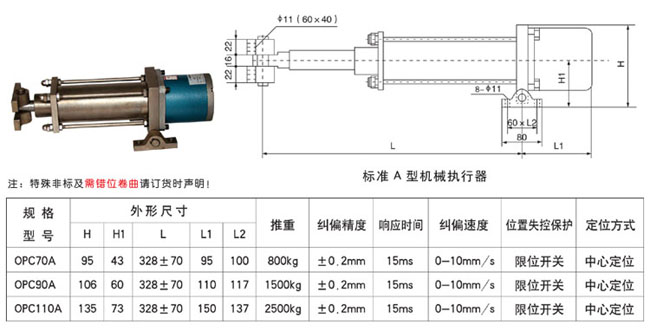 Φ11(60×40)
22
16
22
H1
H
8-Φ11
60×L2
80
L
L1
标准 A 型机械执行器
注：特殊非标及需错位卷曲请订货时声明！
规格型号 外形尺寸 推重 纠偏精度 响应时间 纠偏速度 位置失控保护 定位方式
H H1 L L1 L2
OPC70A 95 43 328±70 95 100 800kg ±0.2mm 15ms 0-10mm/s 限位开关 中心定位
OPC90A 106 60 328±70 110 117 1500kg ±0.2mm 15ms 0-10mm/s 限位开关 中心定位
OPC110A 135 73 328±70 150 137 2500kg ±0.2mm 15ms 0-10mm/s 限位开关 中心定位